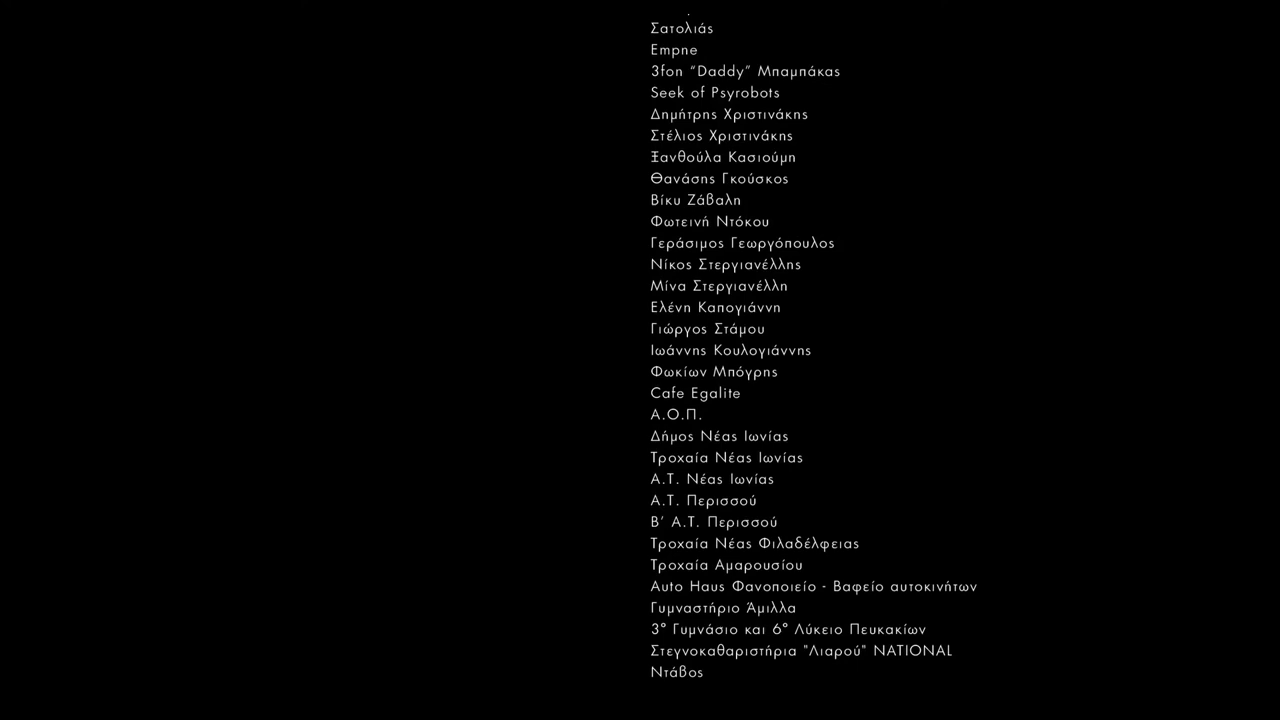 Σατολιάς
Empne
3fon “Daddy” Μπαμπάκας
Seek of Psyrobots
Δημήτρης Χριστινάκης
Στέλιος Χριστινάκης
Ξανθούλα Κασιούμη
Θανάσης Γκούσκος
Βίκυ Ζάβαλη
Φωτεινή Ντόκου
Γεράσιμος Γεωργόπουλος
Νίκος Στεργιανέλλης
Μίνα Στεργιανέλλη
Ελένη Καπογιάννη
Γιώργος Στάμου
Ιωάννης Κουλογιάννης
Φωκίων Μπόγρης
Cafe Egalite
Α.Ο.Π.
Δήμος Νέας Ιωνίας
Τροχαία Νέας Ιωνίας
Α.Τ. Νέας Ιωνίας
Α.Τ. Περισσού
Β’ Α.Τ. Περισσού
Τροχαία Νέας Φιλαδέλφειας
Τροχαία Αμαρουσίου
Auto Haus Φανοποιείο - Βαφείο αυτοκινήτων
Γυμναστήριο Άμιλλα
3° Γυμνάσιο και 6° Λύκειο Πευκακίων
Στεγνοκαθαριστήρια "Λιαρού" NATIONAL
Ντάβος